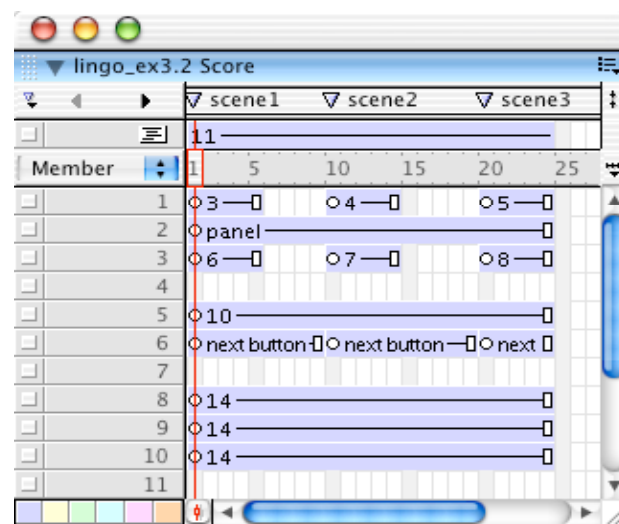 lingo_ex3.2 Score
scene1 scene2 scene3
11
Member 1 5 10 15 20 25
1 3 4 5
2 panel
3 6 7 8
4
5 10
6 next button next button next
7
8 14
9 14
10 14
11